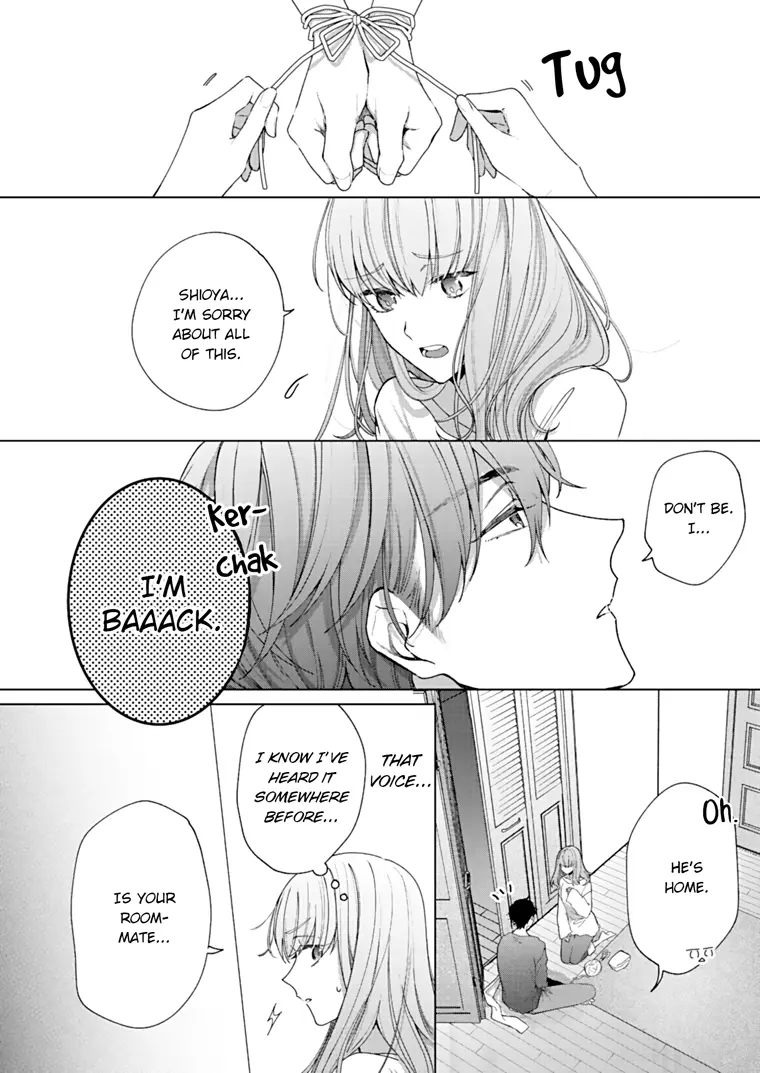 Tug
SHIOYA...
I'M SORRY
ABOUT ALL
OF THIS.
DON'T BE.
I...
Ker-
chak
I'M
BAAACK.
Oh.
HE'S
HOME.
THAT
VOICE...
I KNOW I'VE
HEARD IT
SOMEWHERE
BEFORE...
IS YOUR
ROOM-
MATE...